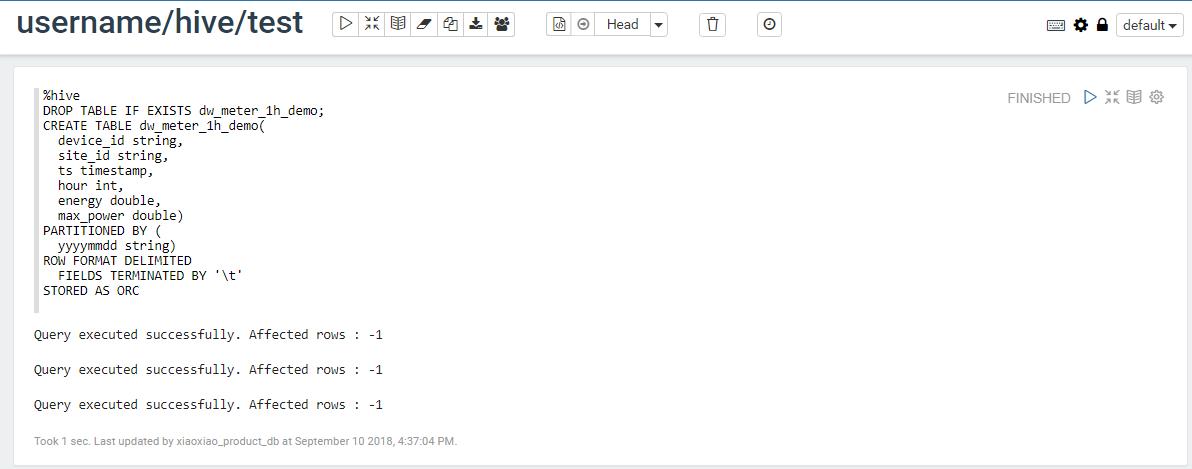 username/hive/test
Head
default
%hive
FINISHED
DROP TABLE IF EXISTS dw_meter_1h_demo;
CREATE TABLE dw_meter_1h_demo(
device_id string,
site_id string,
ts timestamp,
hour int,
energy double,
max_power double)
PARTITIONED BY (
yyyymmdd string)
ROW FORMAT DELIMITED
FIELDS TERMINATED BY '\t'
STORED AS ORC
Query executed successfully. Affected rows : -1
Query executed successfully. Affected rows : -1
Query executed successfully. Affected rows : -1
Took 1 sec. Last updated by xiaoxiao_product_db at September 10 2018, 4:37:04 PM.